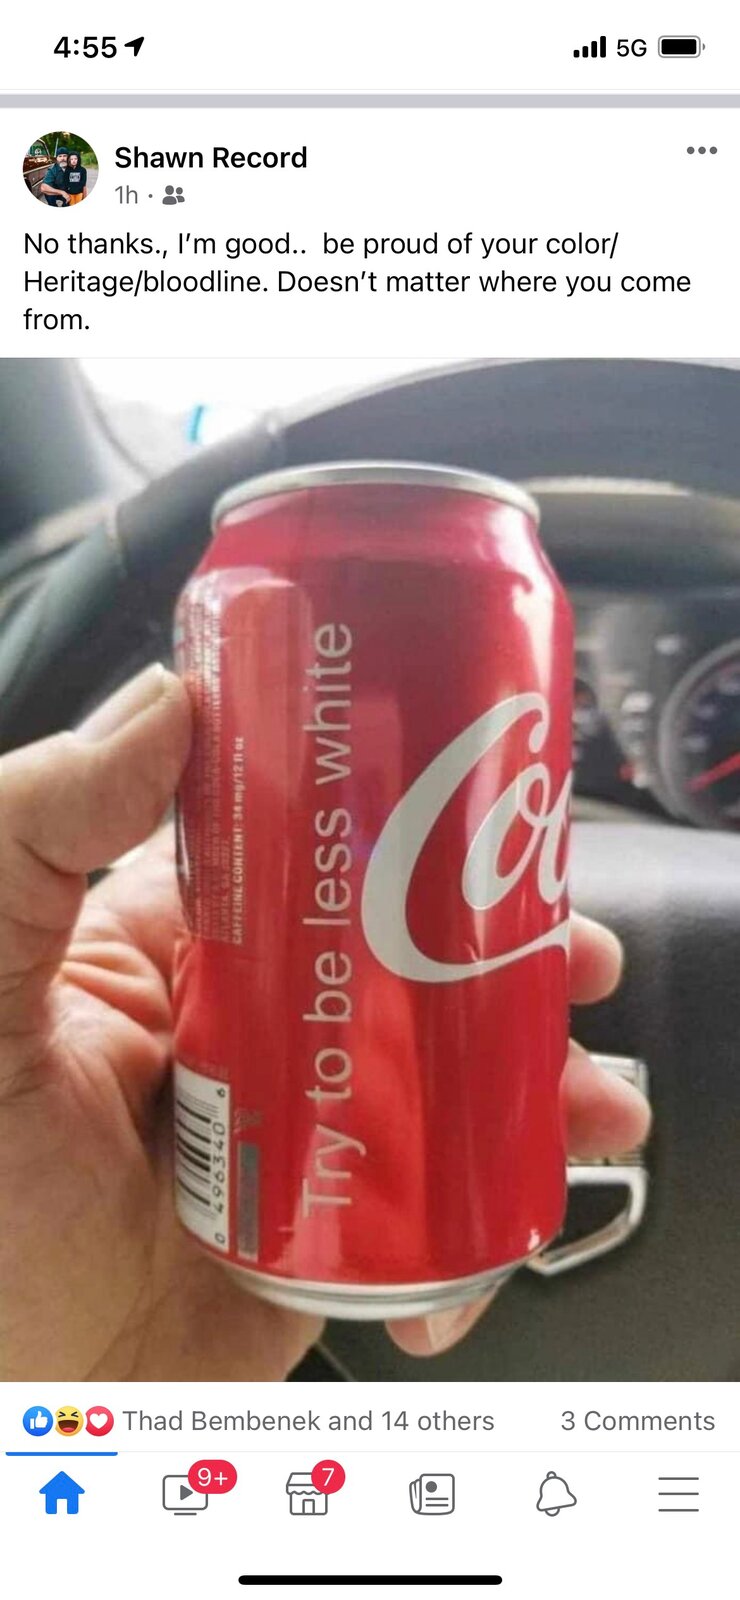 4:55
5G
Shawn Record
1h
No thanks., I'm good..  be proud of your color/
Heritage/bloodline. Doesn't matter where you come
from.
Try to be less white
CAFFEINE CONTENT: 34 mg/12 fl oz
Coc
0 496340 6
Thad Bembenek and 14 others
3 Comments
9+
7